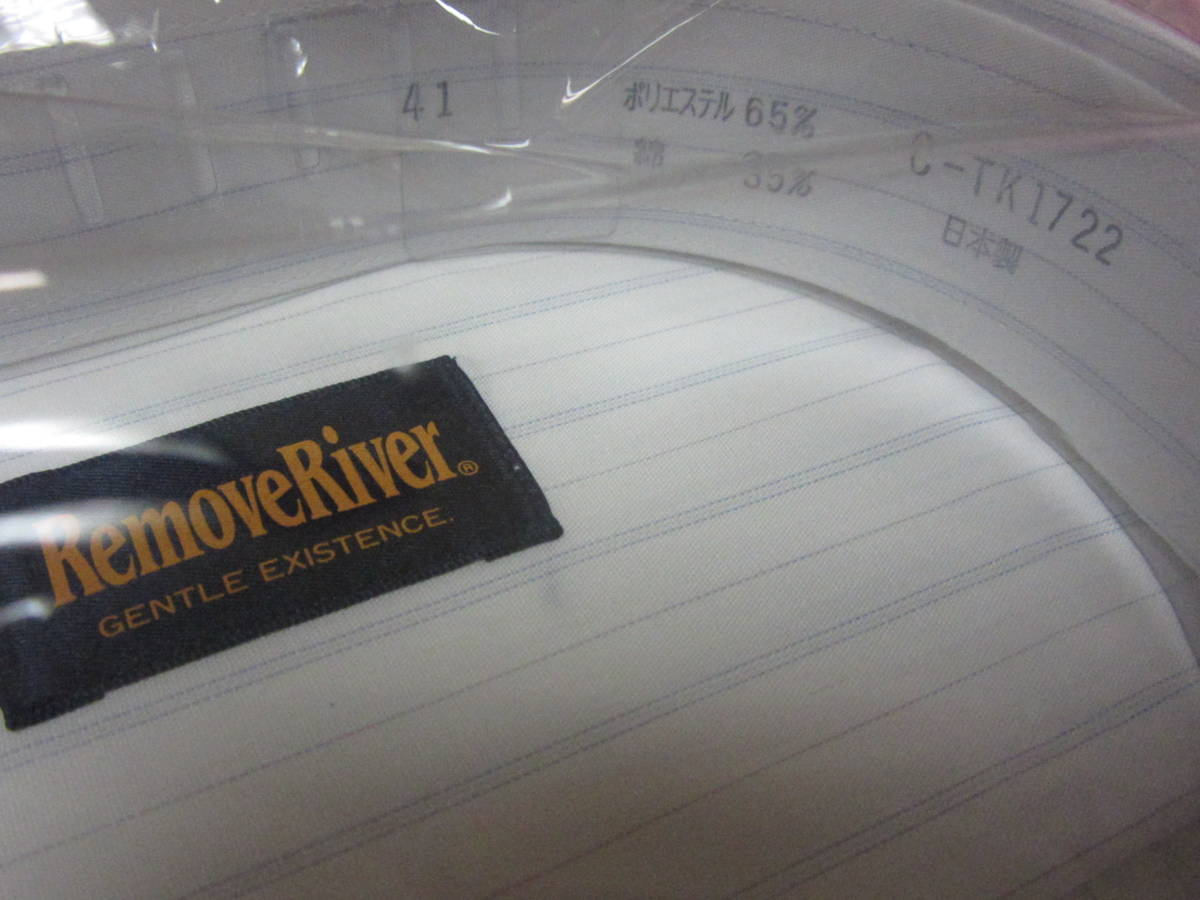 41
ポリエステル 65%
綿 35%
C-TK1722
日本製
RemoveRiver®
GENTLE EXISTENCE.